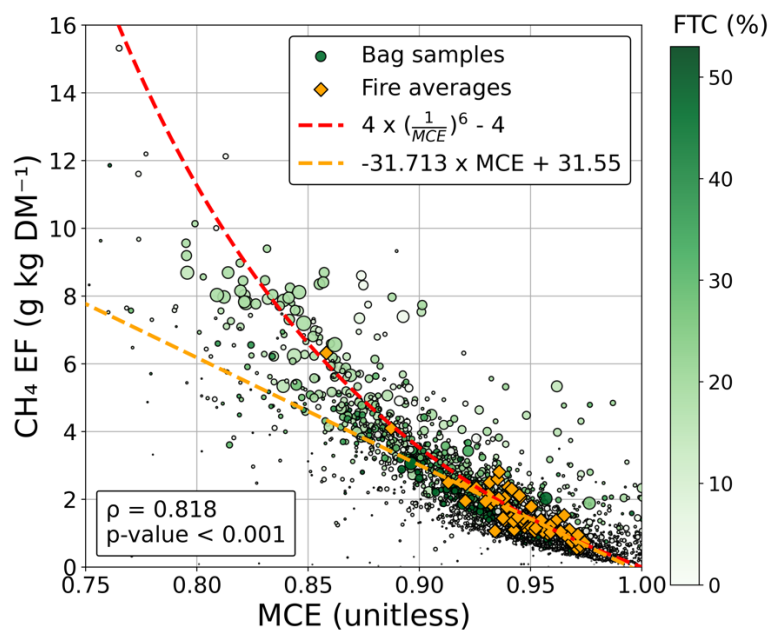 FTC (%)
16
14
12
10
8
6
4
2
0
CH₄ EF (g kg DM⁻¹)
Bag samples
Fire averages
4 x (1/MCE)⁶ - 4
-31.713 x MCE + 31.55
ρ = 0.818
p-value < 0.001
0.75 0.80 0.85 0.90 0.95 1.00
MCE (unitless)
50
40
30
20
10
0